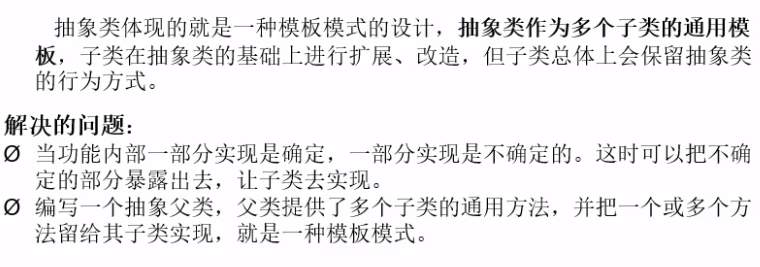 抽象类体现的就是一种模板模式的设计，抽象类作为多个子类的通用模
板，子类在抽象类的基础上进行扩展、改造，但子类总体上会保留抽象类
的行为方式。
解决的问题：
Ø 当功能内部一部分实现是确定，一部分实现是不确定的。这时可以把不确
定的部分暴露出去，让子类去实现。
Ø 编写一个抽象父类，父类提供了多个子类的通用方法，并把一个或多个方
法留给其子类实现，就是一种模板模式。